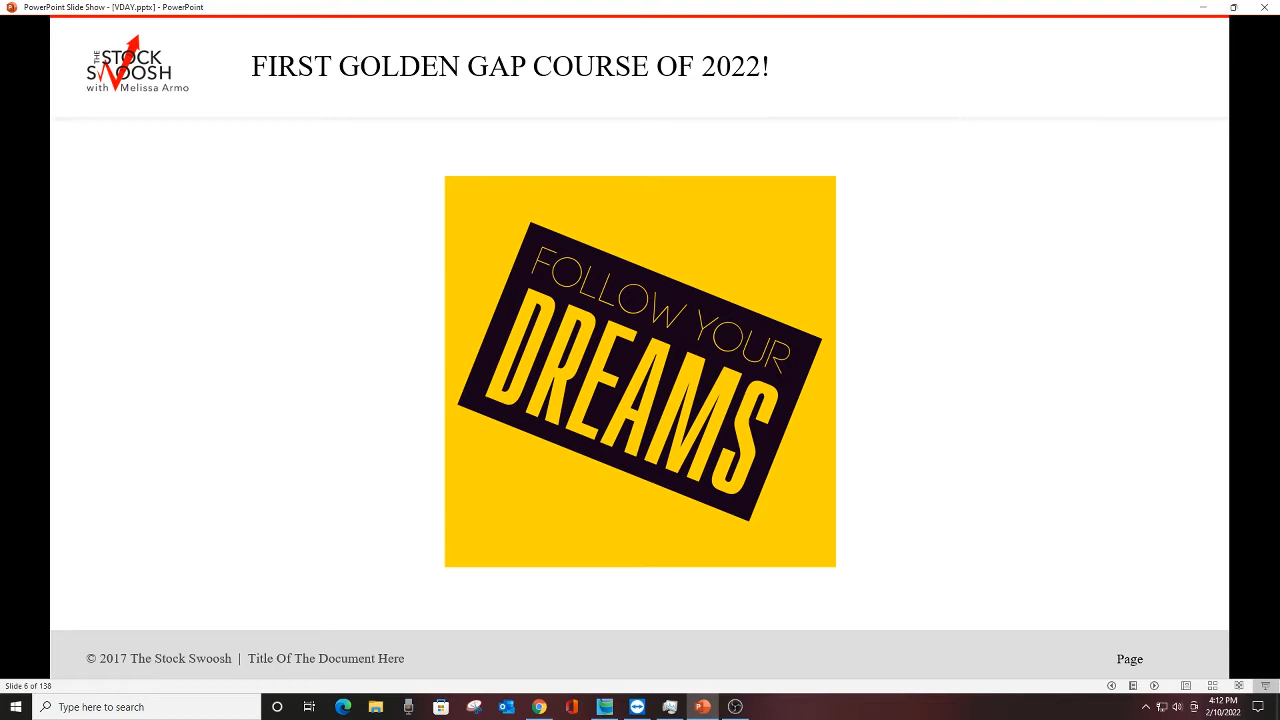 PowerPoint Slide Show - [VDAY.pptx] - PowerPoint
THE
STOCK
SWOOSH
with Melissa Armo
FIRST GOLDEN GAP COURSE OF 2022!
FOLLOW YOUR
DREAMS
© 2017 The Stock Swoosh | Title Of The Document Here
Page
Slide 6 of 138
Type here to search
4:12 PM
2/10/2022